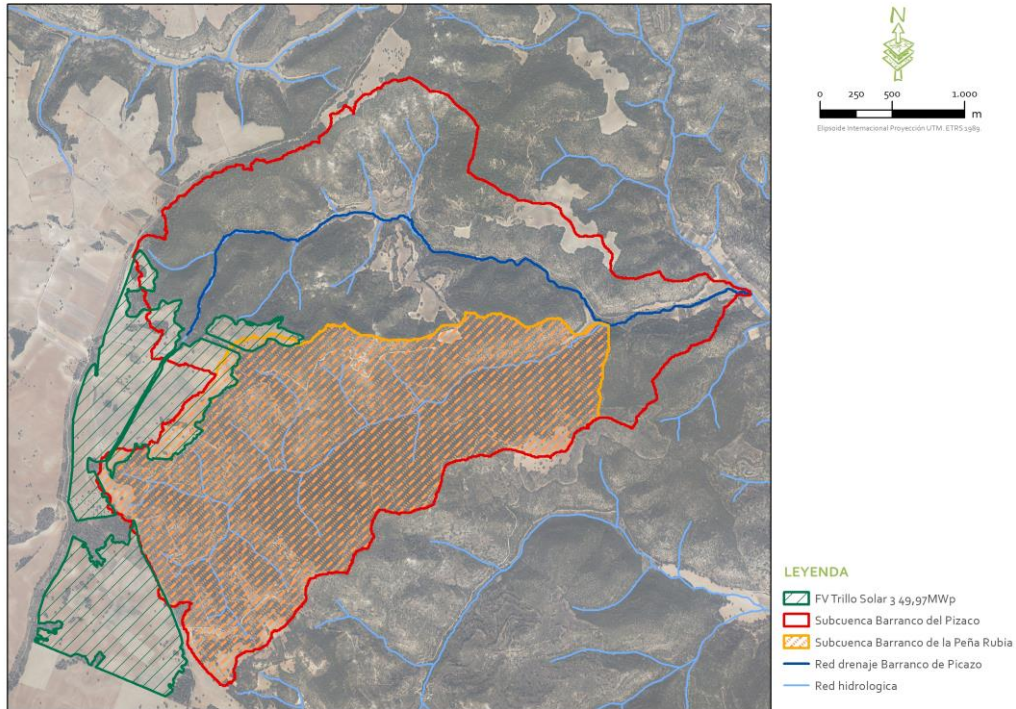 N
0 250 500 1.000
m
Elipsoide Internacional Proyección UTM. ETRS 1989.
LEYENDA
FV Trillo Solar 3 49,97MWp
Subcuenca Barranco del Pizaco
Subcuenca Barranco de la Peña Rubia
Red drenaje Barranco de Picazo
Red hidrologica